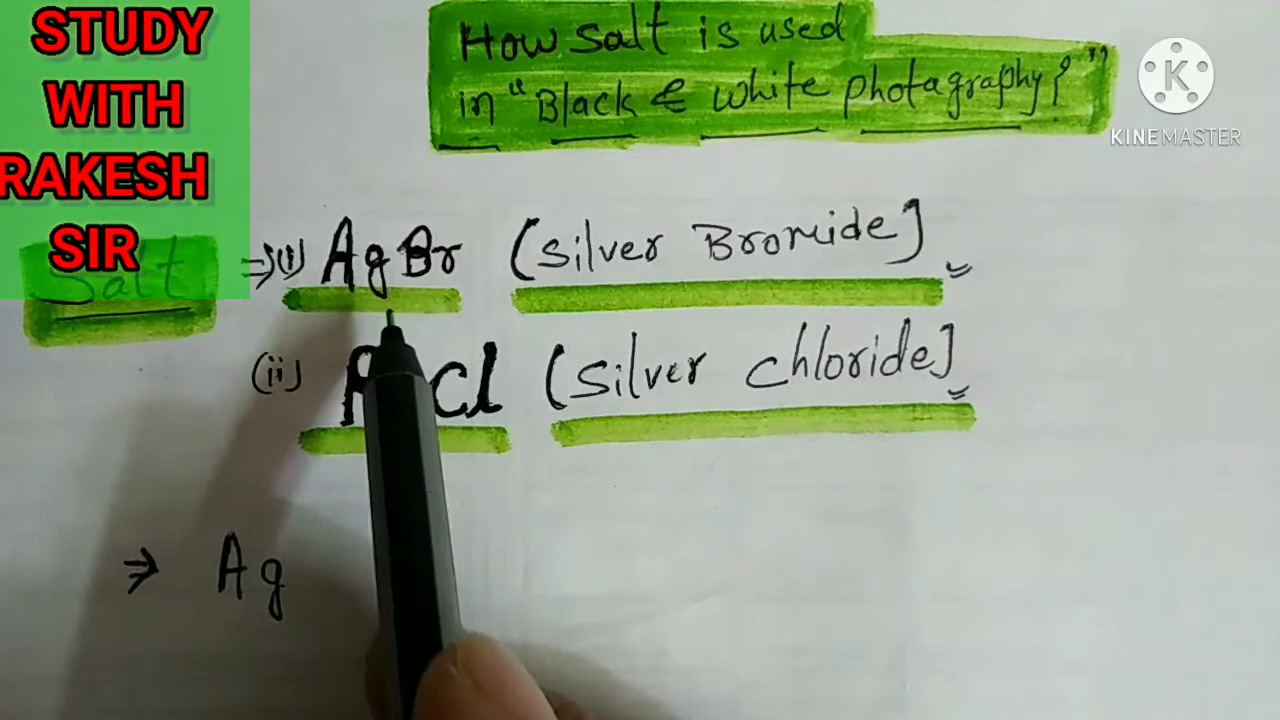 STUDY
WITH
RAKESH
SIR
How Salt is used
in "Black & white photagraphy?"
K
KINEMASTER
Salt ⇒(i) AgBr (Silver Bromide]
(ii) Cl (Silver chloride]
⇒ Ag